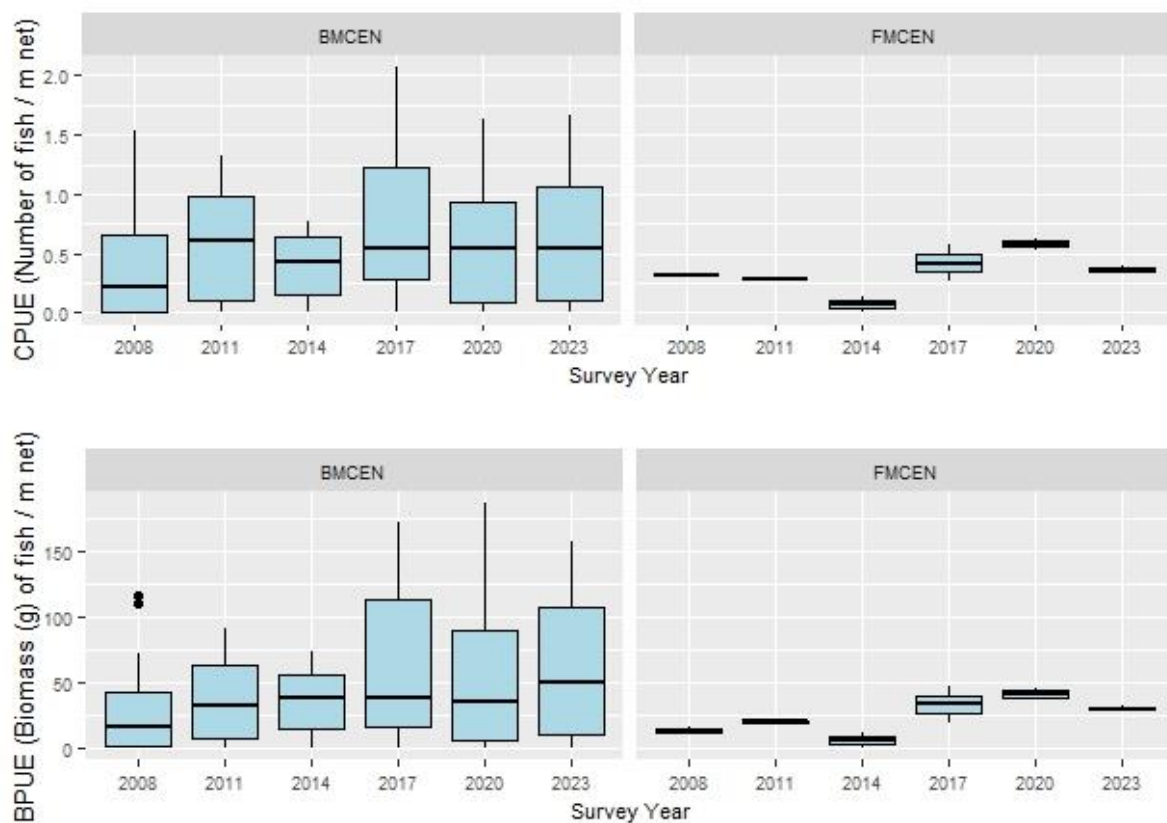 BMCEN FMCEN
CPUE (Number of fish / m net)
2.0
1.5
1.0
0.5
0.0
2008 2011 2014 2017 2020 2023 2008 2011 2014 2017 2020 2023
Survey Year
BMCEN FMCEN
BPUE (Biomass (g) of fish / m net)
150
100
50
0
2008 2011 2014 2017 2020 2023 2008 2011 2014 2017 2020 2023
Survey Year